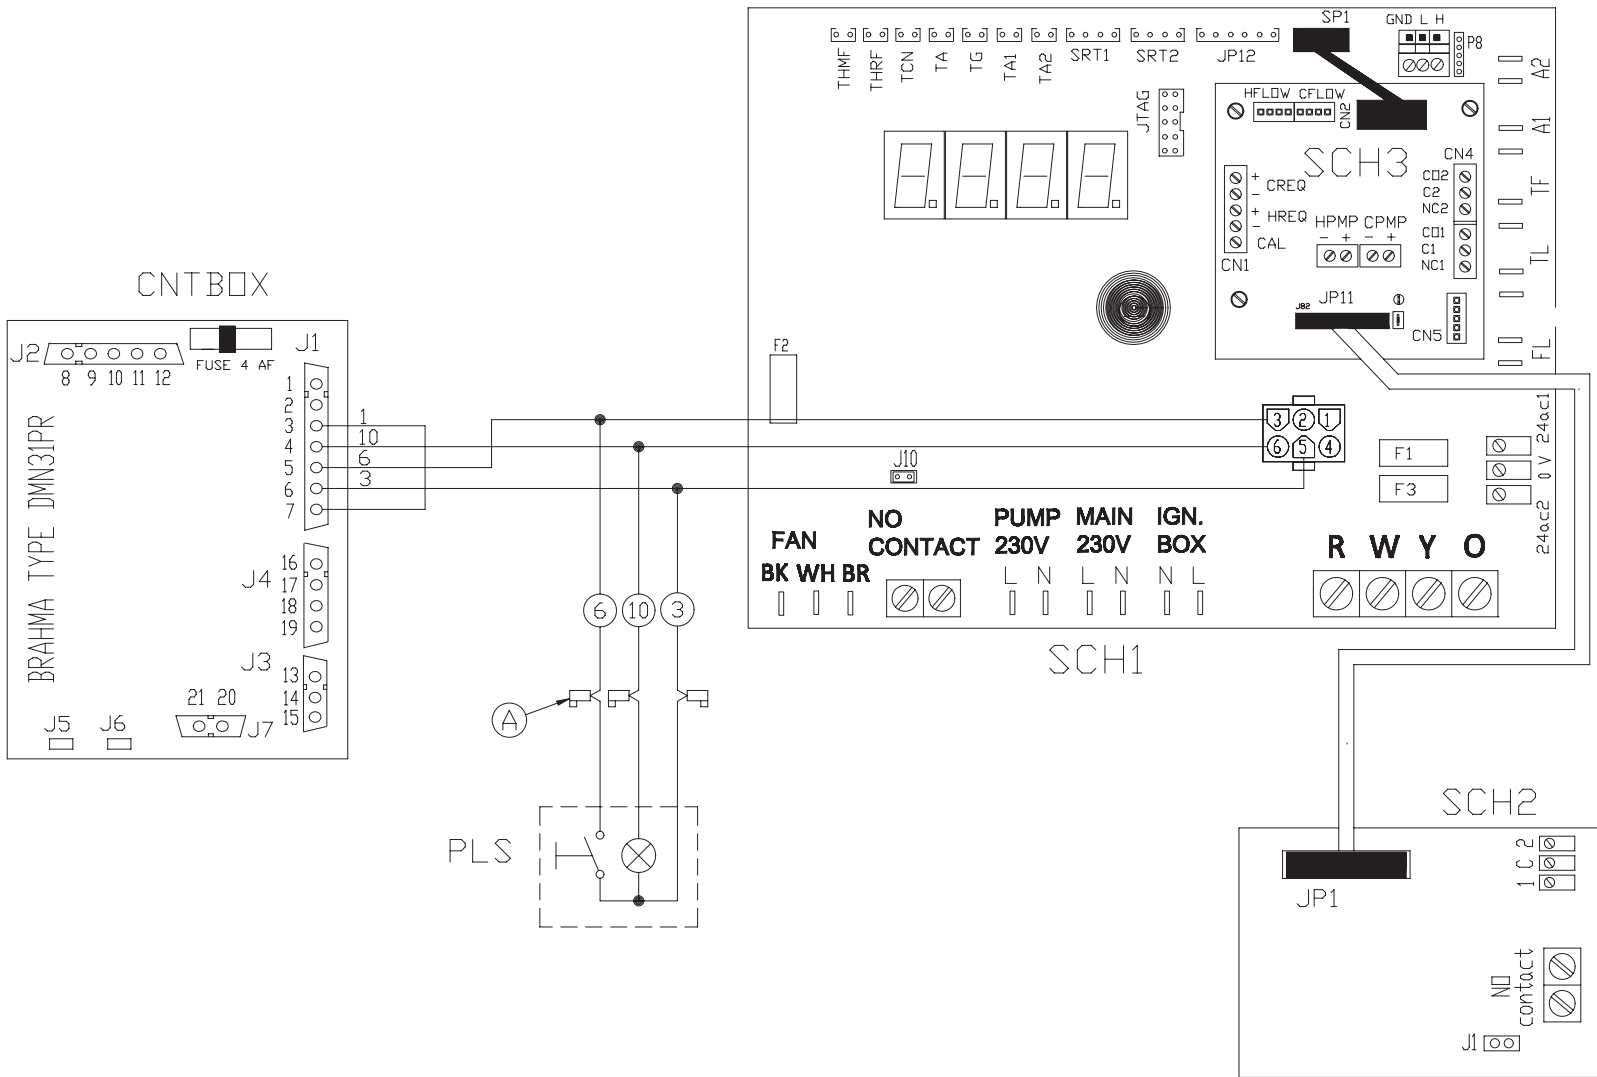 SP1
GND L H
P8
THMF
THRF
TCN
TA
TG
TA1
TA2
SRT1
SRT2
JP12
JTAG
A2
A1
TF
TL
FL
HFLOW CFLOW
CN2
SCH3
CN4
CO2
C2
NC2
CO1
C1
NC1
+
-
CREQ
+
-
HREQ
CAL
CN1
HPMP CPMP
- + - +
J82
JP11
CN5
CNTBOX
J2
8 9 10 11 12
FUSE 4 AF
J1
1
2
3
4
5
6
7
1
10
6
3
BRAHMA TYPE DMN31PR
J4
16
17
18
19
J3
13
14
15
21 20
J7
J5
J6
F2
J10
3 2 1
6 5 4
F1
F3
24ac1
0 V
24ac2
FAN
BK WH BR
NO
CONTACT
PUMP
230V
L N
MAIN
230V
L N
IGN.
BOX
N L
R W Y O
SCH1
6 10 3
A
PLS
SCH2
JP1
1 C 2
NO
contact
J1